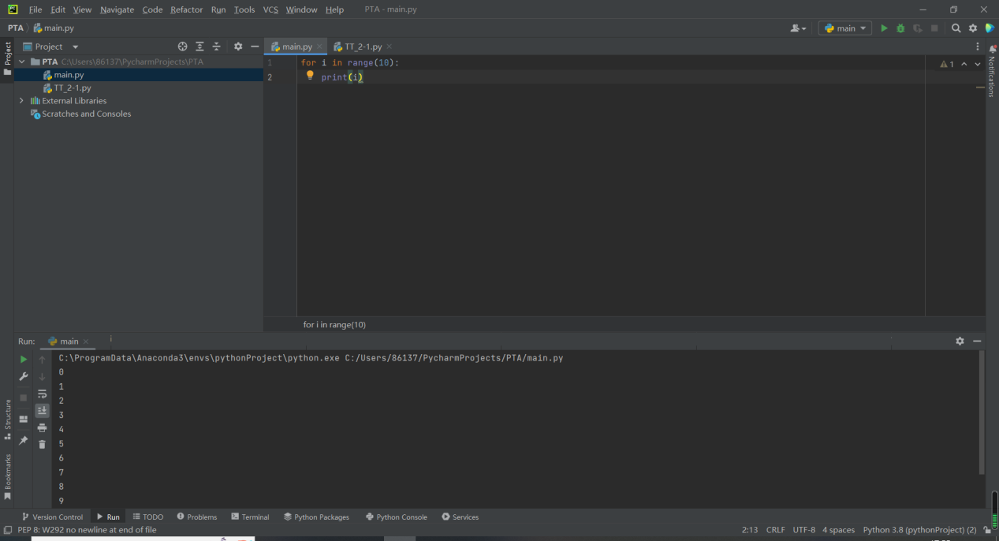 File Edit View Navigate Code Refactor Run Tools VCS Window Help PTA - main.py
PTA main.py main
Project
Project
main.py TT_2-1.py
PTA C:\Users\86137\PycharmProjects\PTA
main.py
TT_2-1.py
External Libraries
Scratches and Consoles
1 for i in range(10):
2 print(i)
1
Notifications
for i in range(10)
Run: main
C:\ProgramData\Anaconda3\envs\pythonProject\python.exe C:/Users/86137/PycharmProjects/PTA/main.py
0
1
2
3
4
5
6
7
8
9
Structure
Bookmarks
Version Control Run TODO Problems Terminal Python Packages Python Console Services
PEP 8: W292 no newline at end of file 2:13 CRLF UTF-8 4 spaces Python 3.8 (pythonProject) (2)